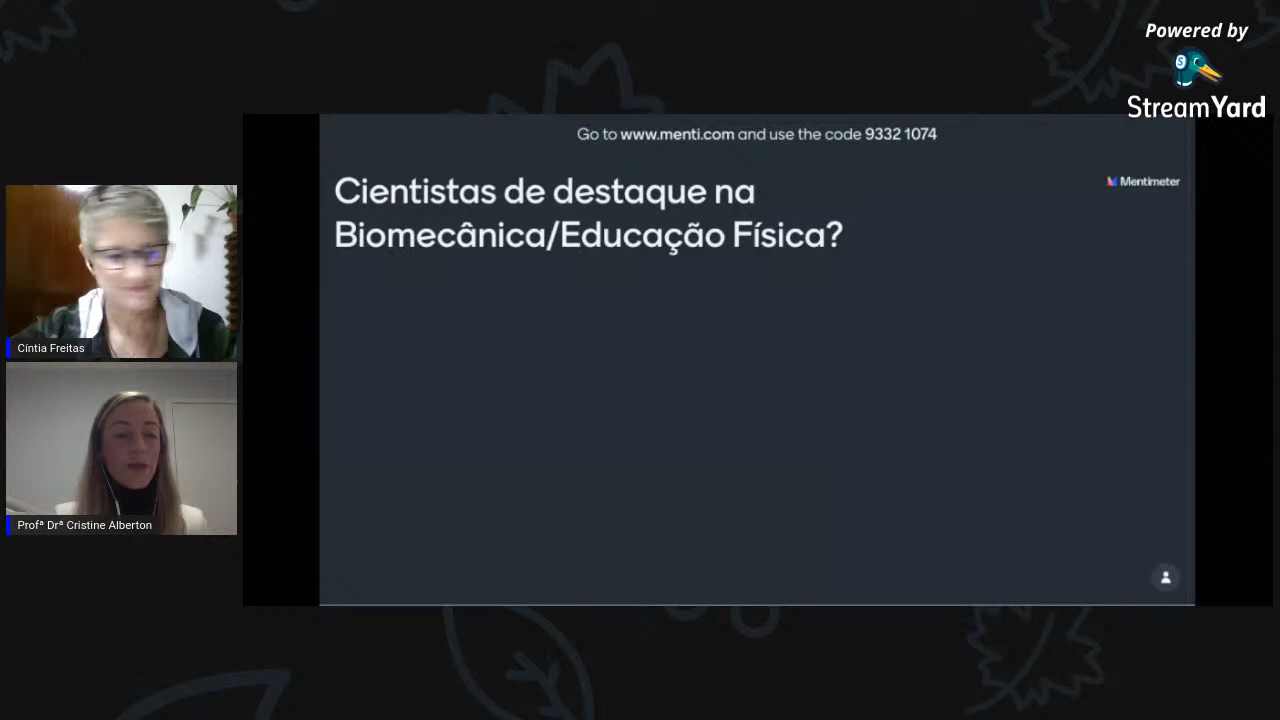 Powered by
StreamYard
Go to www.menti.com and use the code 9332 1074
Mentimeter
Cientistas de destaque na
Biomecânica/Educação Física?
Cíntia Freitas
Profª Drª Cristine Alberton